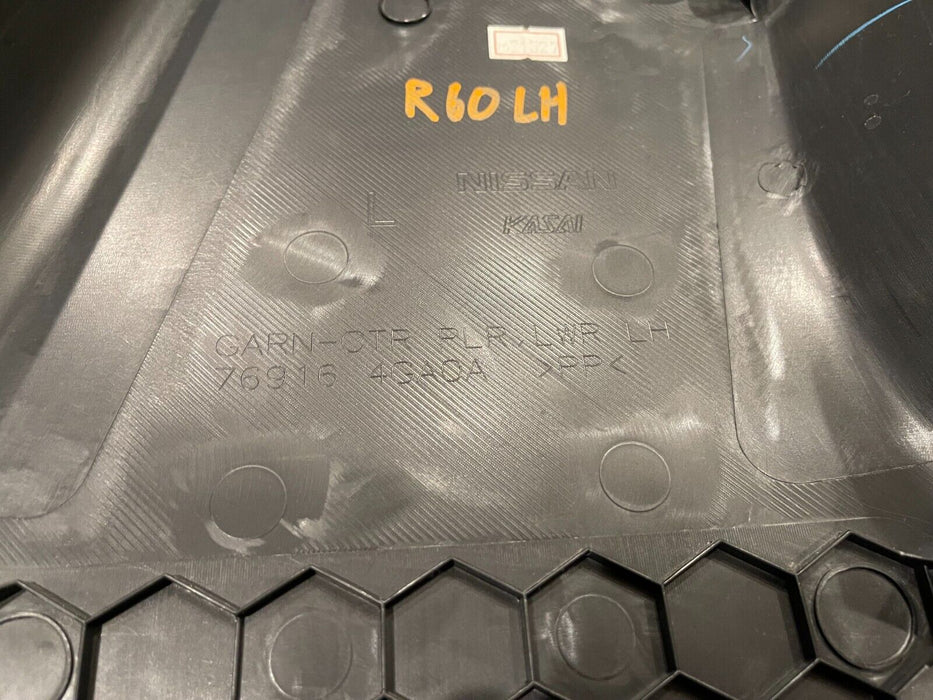 R60 LH
NISSAN
L
KASAI
GARN-CTR PLR,LWR LH
76916 4GA0A >PP<